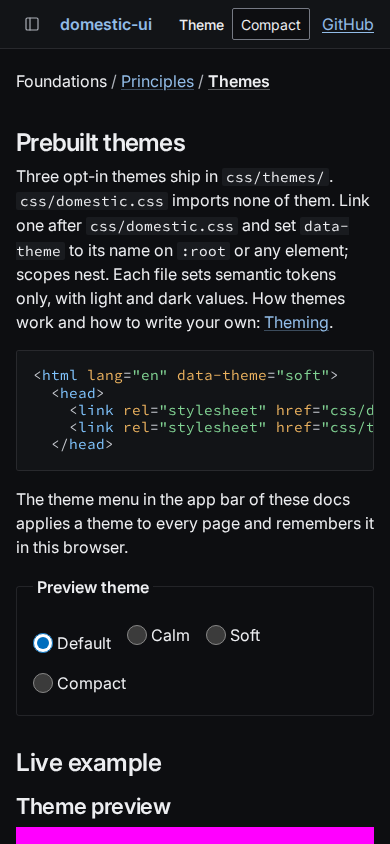 domestic-ui Theme Compact GitHub
Foundations / Principles / Themes
Prebuilt themes
Three opt-in themes ship in css/themes/.
css/domestic.css imports none of them. Link
one after css/domestic.css and set data-
theme to its name on :root or any element;
scopes nest. Each file sets semantic tokens
only, with light and dark values. How themes
work and how to write your own: Theming.
<html lang="en" data-theme="soft">
<head>
<link rel="stylesheet" href="css/d
<link rel="stylesheet" href="css/t
</head>
The theme menu in the app bar of these docs
applies a theme to every page and remembers it
in this browser.
Preview theme
Default Calm Soft
Compact
Live example
Theme preview